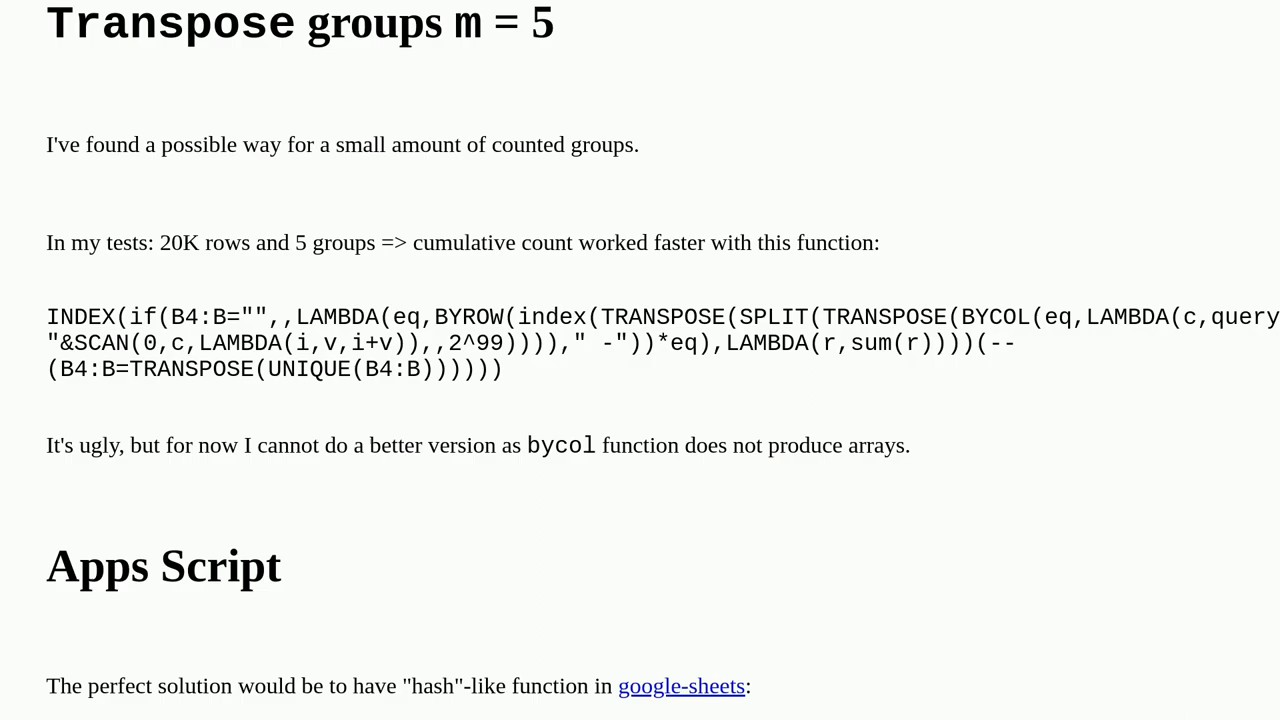 Transpose groups m = 5
I've found a possible way for a small amount of counted groups.
In my tests: 20K rows and 5 groups => cumulative count worked faster with this function:
INDEX(if(B4:B="",,LAMBDA(eq,BYROW(index(TRANSPOSE(SPLIT(TRANSPOSE(BYCOL(eq,LAMBDA(c,query
"&SCAN(0,c,LAMBDA(i,v,i+v)),,2^99))))," -"))*eq),LAMBDA(r,sum(r))))(--
(B4:B=TRANSPOSE(UNIQUE(B4:B))))))
It's ugly, but for now I cannot do a better version as bycol function does not produce arrays.
Apps Script
The perfect solution would be to have "hash"-like function in google-sheets: